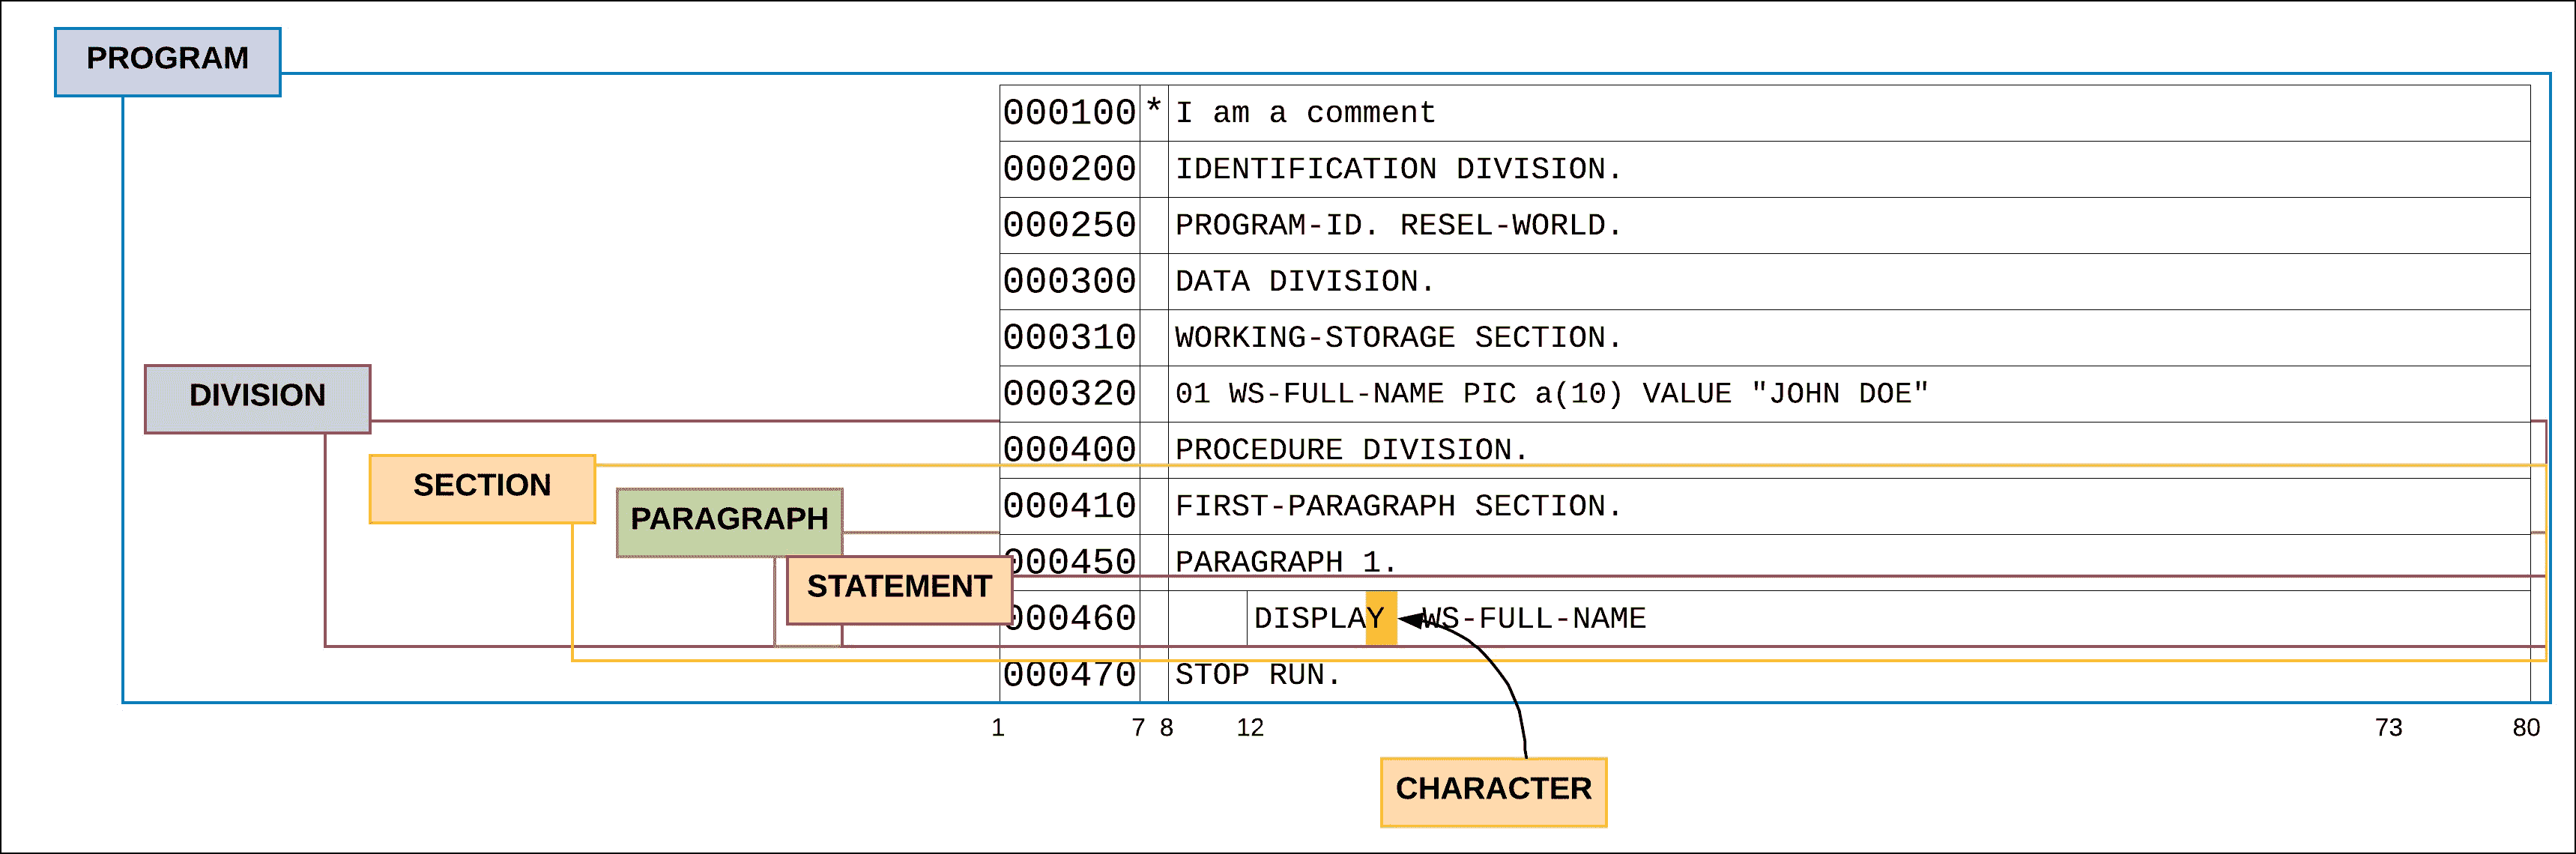 PROGRAM
000100 * I am a comment
000200 IDENTIFICATION DIVISION.
000250 PROGRAM-ID. RESEL-WORLD.
000300 DATA DIVISION.
000310 WORKING-STORAGE SECTION.
DIVISION
000320 01 WS-FULL-NAME PIC a(10) VALUE "JOHN DOE"
000400 PROCEDURE DIVISION.
SECTION
000410 FIRST-PARAGRAPH SECTION.
PARAGRAPH
000450 PARAGRAPH 1.
STATEMENT
000460 DISPLAY WS-FULL-NAME
000470 STOP RUN.
1 7 8 12 73 80
CHARACTER